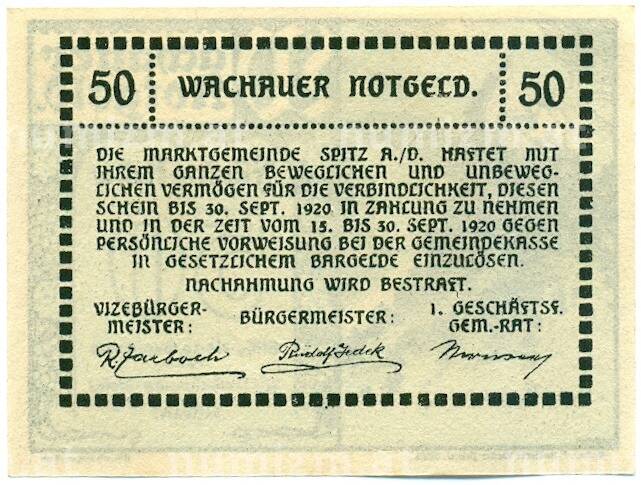 50 WACHAUER NOTGELD. 50
DIE MARKTGEMEINDE SPITZ A./D. HAFTET MIT
IHREM GANZEN BEWEGLICHEN UND UNBEWEG-
LICHEN VERMÖGEN FÜR DIE VERBINDLICHKEIT, DIESEN
SCHEIN BIS 30. SEPT. 1920 IN ZAHLUNG ZU NEHMEN
UND IN DER ZEIT VOM 15. BIS 30. SEPT. 1920 GEGEN
PERSÖNLICHE VORWEISUNG BEI DER GEMEINDEKASSE
IN GESETZLICHEM BARGELDE EINZULÖSEN.
NACHAHMUNG WIRD BESTRAFT.
VIZEBÜRGER-
MEISTER:
BÜRGERMEISTER:
1. GESCHÄFTSF.
GEM.-RAT: